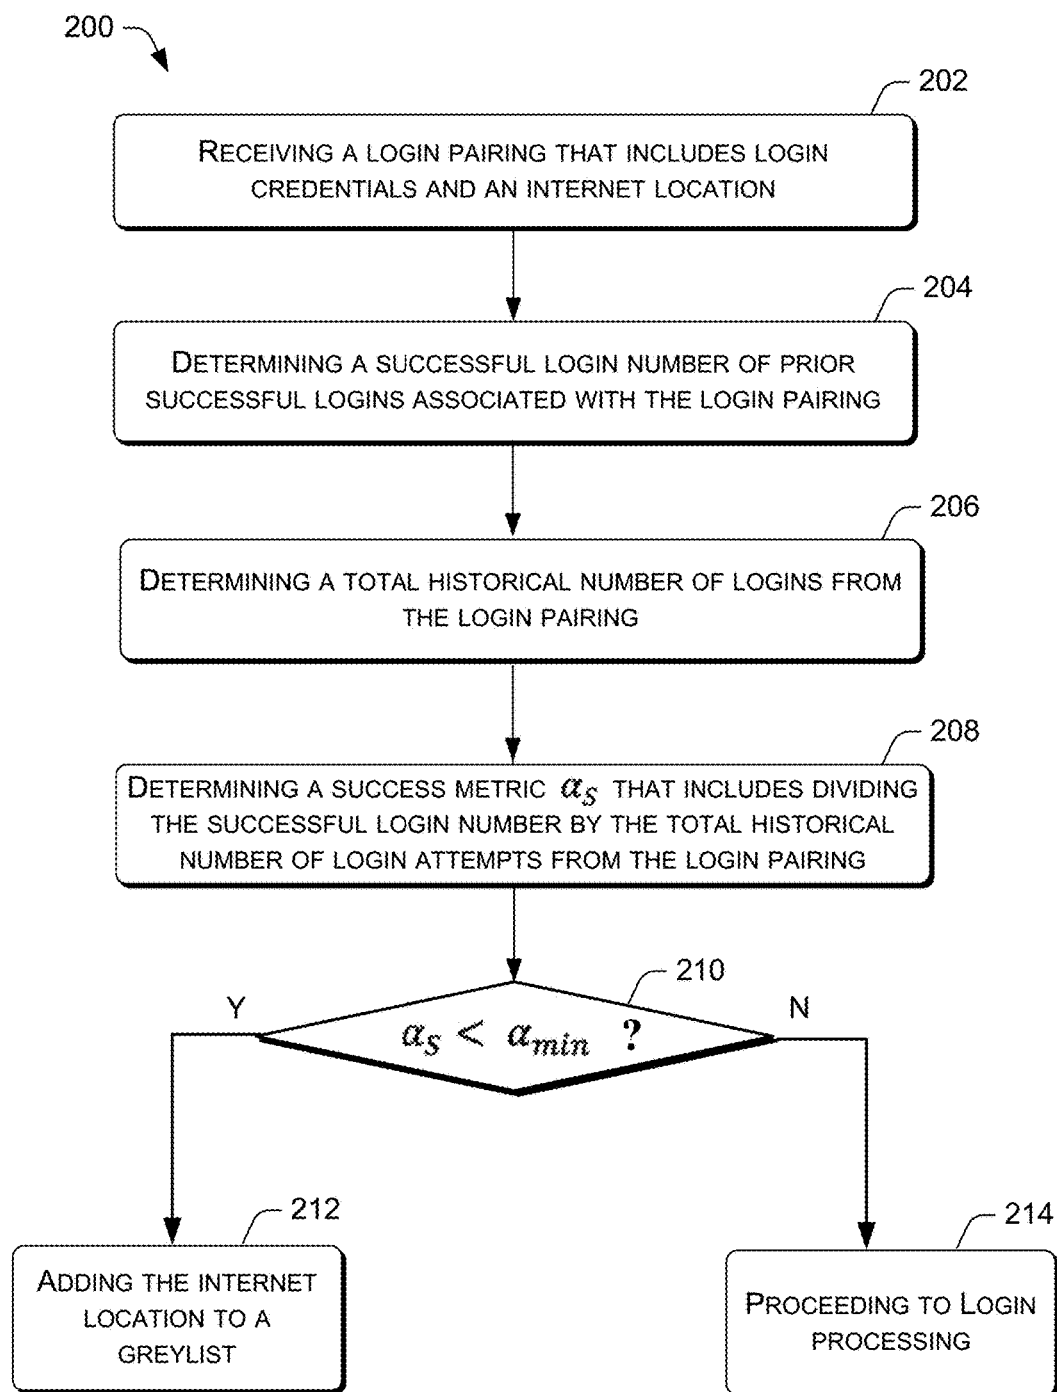 200
202
RECEIVING A LOGIN PAIRING THAT INCLUDES LOGIN
CREDENTIALS AND AN INTERNET LOCATION
204
DETERMINING A SUCCESSFUL LOGIN NUMBER OF PRIOR
SUCCESSFUL LOGINS ASSOCIATED WITH THE LOGIN PAIRING
206
DETERMINING A TOTAL HISTORICAL NUMBER OF LOGINS FROM
THE LOGIN PAIRING
208
DETERMINING A SUCCESS METRIC α_S THAT INCLUDES DIVIDING
THE SUCCESSFUL LOGIN NUMBER BY THE TOTAL HISTORICAL
NUMBER OF LOGIN ATTEMPTS FROM THE LOGIN PAIRING
210
Y
N
α_S < α_min ?
212
ADDING THE INTERNET
LOCATION TO A
GREYLIST
214
PROCEEDING TO LOGIN
PROCESSING